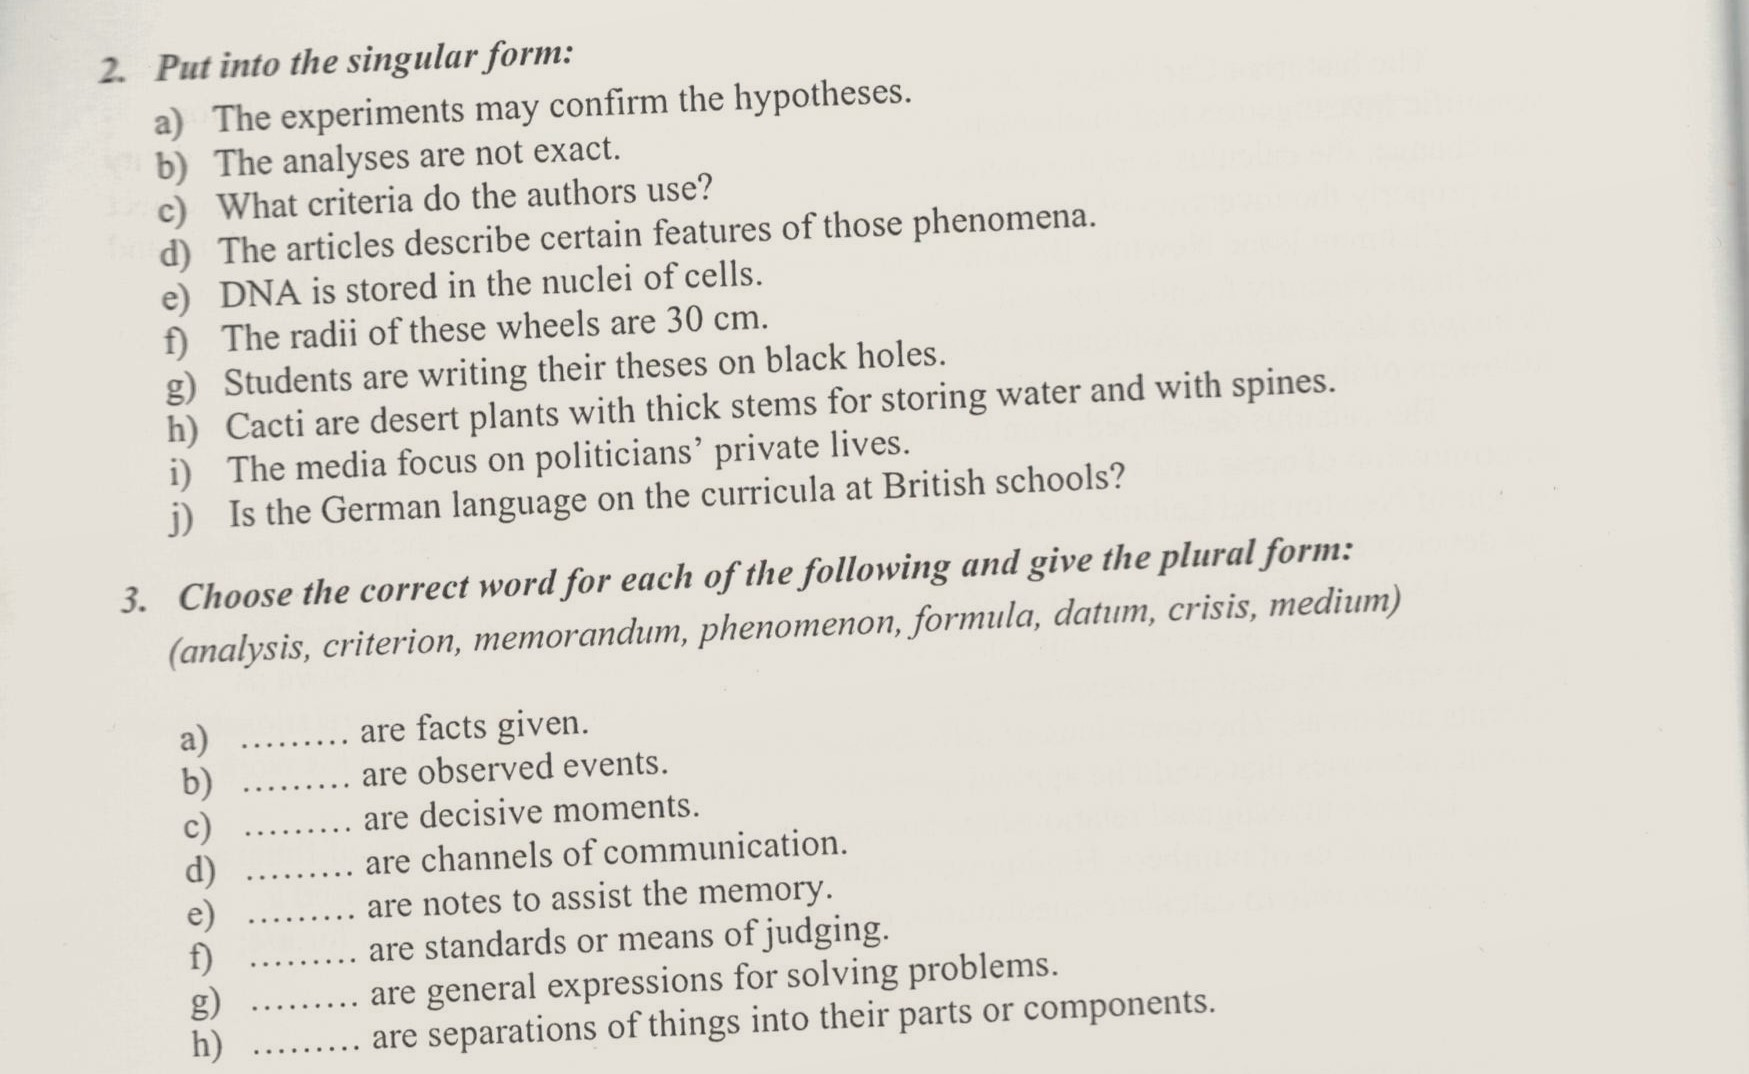 2. Put into the singular form:
a) The experiments may confirm the hypotheses.
b) The analyses are not exact.
c) What criteria do the authors use?
d) The articles describe certain features of those phenomena.
e) DNA is stored in the nuclei of cells.
f) The radii of these wheels are 30 cm.
g) Students are writing their theses on black holes.
h) Cacti are desert plants with thick stems for storing water and with spines.
i) The media focus on politicians’ private lives.
j) Is the German language on the curricula at British schools?
3. Choose the correct word for each of the following and give the plural form:
(analysis, criterion, memorandum, phenomenon, formula, datum, crisis, medium)
a) ......... are facts given.
b) ......... are observed events.
c) ......... are decisive moments.
d) ......... are channels of communication.
e) ......... are notes to assist the memory.
f) ......... are standards or means of judging.
g) ......... are general expressions for solving problems.
h) ......... are separations of things into their parts or components.